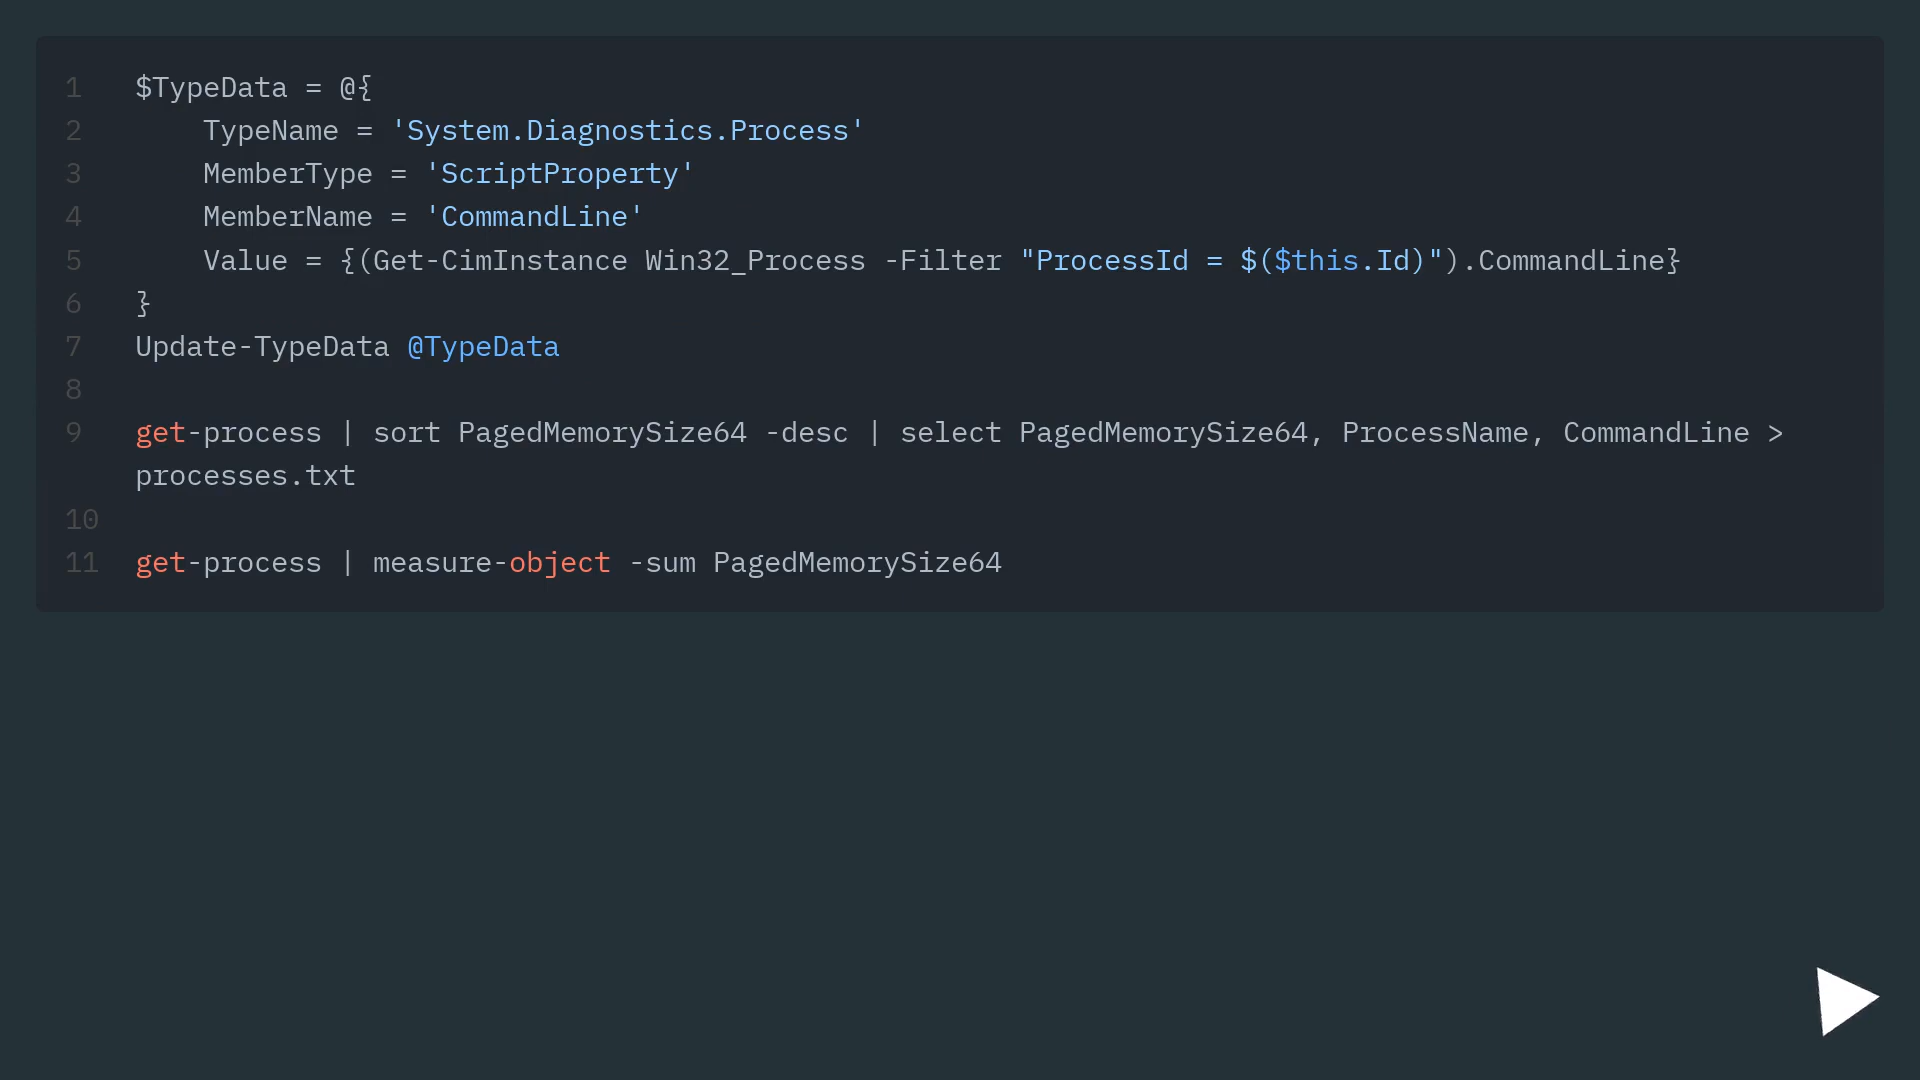 1 $TypeData = @{
2     TypeName = 'System.Diagnostics.Process'
3     MemberType = 'ScriptProperty'
4     MemberName = 'CommandLine'
5     Value = {(Get-CimInstance Win32_Process -Filter "ProcessId = $($this.Id)").CommandLine}
6 }
7 Update-TypeData @TypeData
8
9 get-process | sort PagedMemorySize64 -desc | select PagedMemorySize64, ProcessName, CommandLine >
processes.txt
10
11 get-process | measure-object -sum PagedMemorySize64